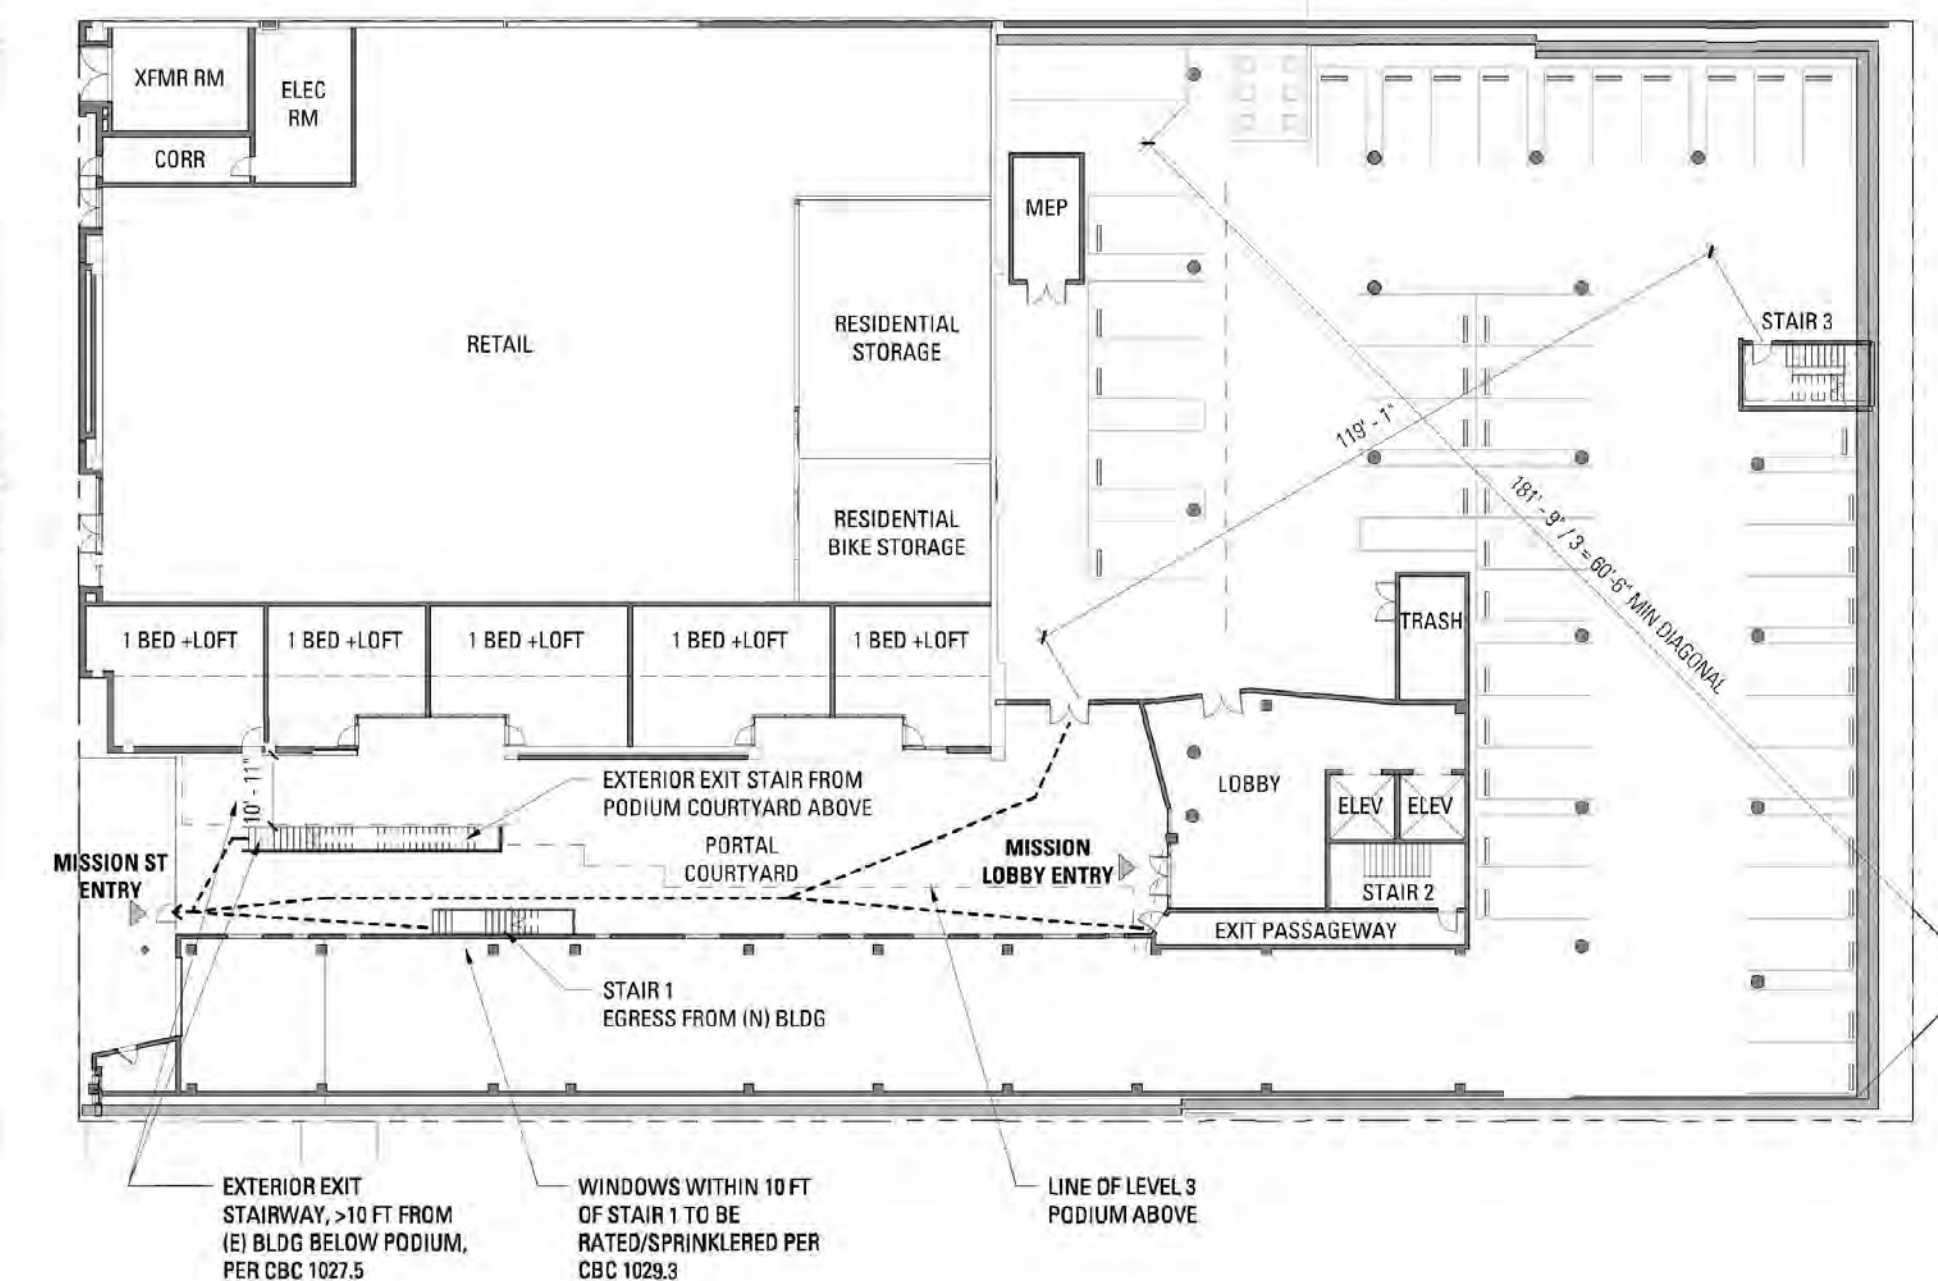 XFMR RM
ELEC
RM
CORR
RETAIL
RESIDENTIAL
STORAGE
RESIDENTIAL
BIKE STORAGE
MEP
STAIR 3
119' - 1"
181' - 9" / 3 = 60'-6" MIN DIAGONAL
TRASH
1 BED +LOFT
1 BED +LOFT
1 BED +LOFT
1 BED +LOFT
1 BED +LOFT
10' - 11"
EXTERIOR EXIT STAIR FROM
PODIUM COURTYARD ABOVE
PORTAL
COURTYARD
MISSION ST
ENTRY
MISSION
LOBBY ENTRY
LOBBY
ELEV
ELEV
STAIR 2
EXIT PASSAGEWAY
STAIR 1
EGRESS FROM (N) BLDG
EXTERIOR EXIT
STAIRWAY, >10 FT FROM
(E) BLDG BELOW PODIUM,
PER CBC 1027.5
WINDOWS WITHIN 10 FT
OF STAIR 1 TO BE
RATED/SPRINKLERED PER
CBC 1029.3
LINE OF LEVEL 3
PODIUM ABOVE